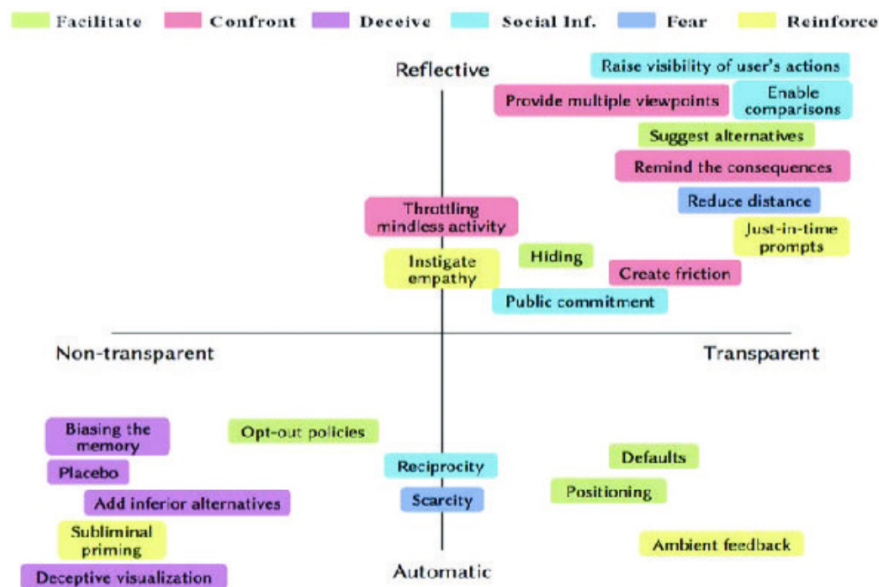 Facilitate Confront Deceive Social Inf. Fear Reinforce
Reflective
Raise visibility of user's actions
Provide multiple viewpoints
Enable
comparisons
Suggest alternatives
Remind the consequences
Reduce distance
Throttling
mindless activity
Just-in-time
prompts
Hiding
Instigate
empathy
Create friction
Public commitment
Non-transparent
Transparent
Biasing the
memory
Opt-out policies
Placebo
Reciprocity
Defaults
Add inferior alternatives
Scarcity
Positioning
Subliminal
priming
Ambient feedback
Deceptive visualization
Automatic